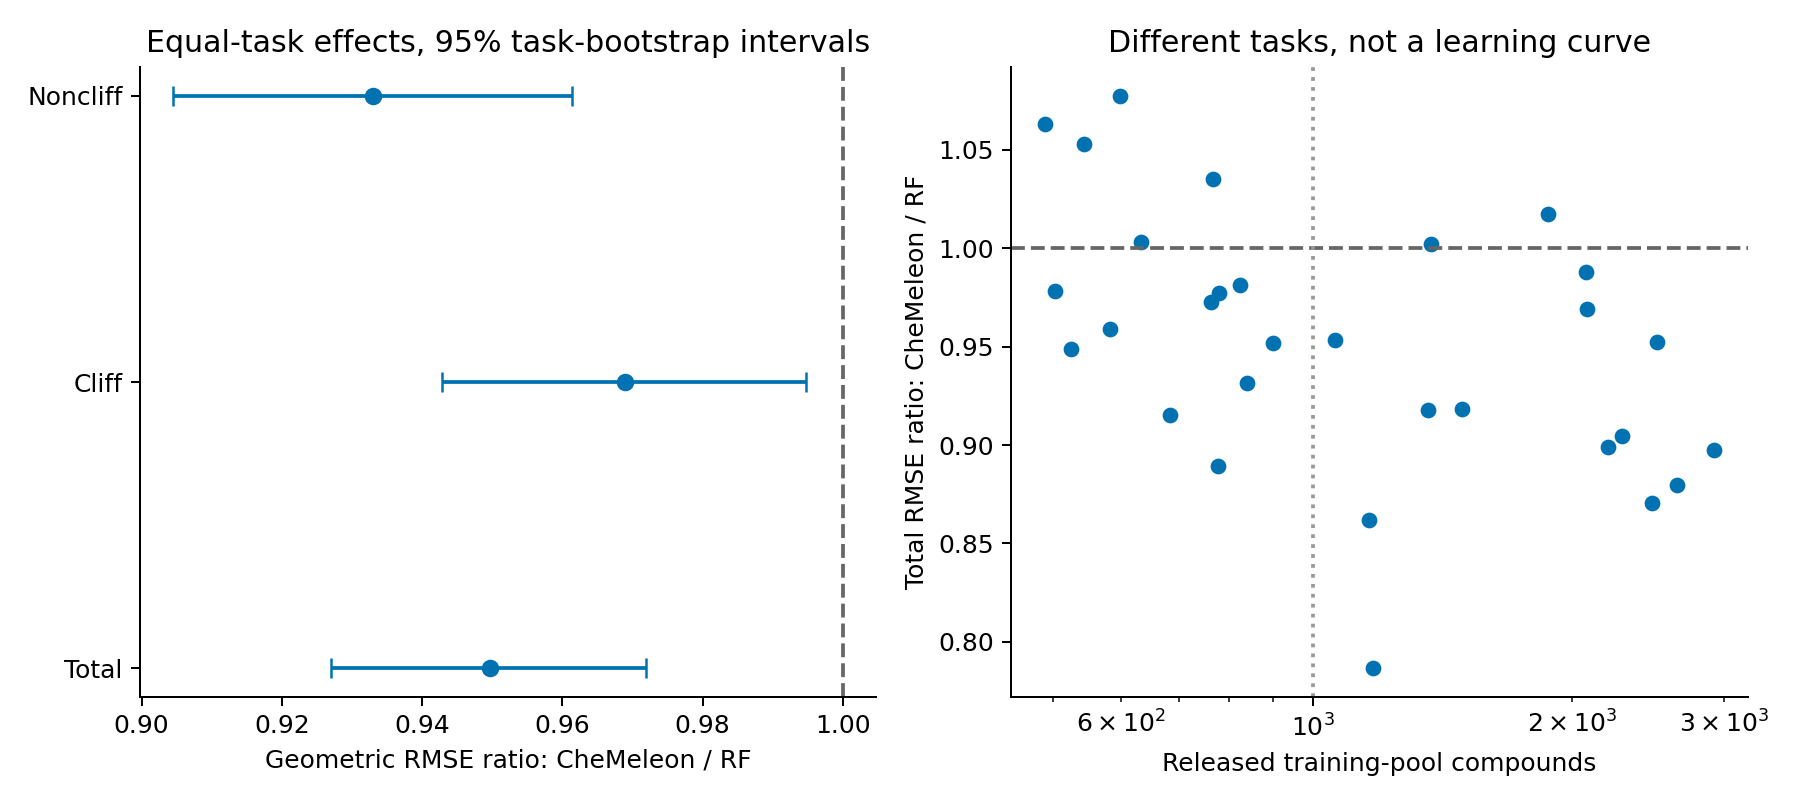 Equal-task effects, 95% task-bootstrap intervals
Noncliff
Cliff
Total
0.90 0.92 0.94 0.96 0.98 1.00
Geometric RMSE ratio: CheMeleon / RF
Different tasks, not a learning curve
Total RMSE ratio: CheMeleon / RF
1.05
1.00
0.95
0.90
0.85
0.80
6 × 10² 10³ 2 × 10³ 3 × 10³
Released training-pool compounds